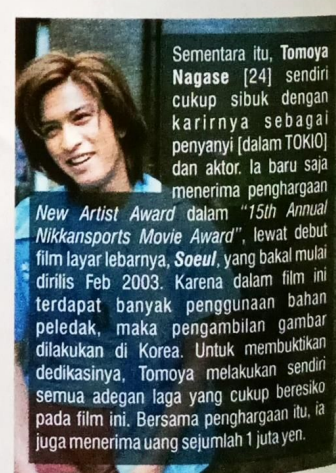 Sementara itu, Tomoya
Nagase [24] sendiri
cukup sibuk dengan
karirnya sebagai
penyanyi [dalam TOKIO]
dan aktor. Ia baru saja
menerima penghargaan
New Artist Award dalam "15th Annual
Nikkansports Movie Award", lewat debut
film layar lebarnya, Soeul, yang bakal mulai
dirilis Feb 2003. Karena dalam film ini
terdapat banyak penggunaan bahan
peledak, maka pengambilan gambar
dilakukan di Korea. Untuk membuktikan
dedikasinya, Tomoya melakukan sendiri
semua adegan laga yang cukup beresiko
pada film ini. Bersama penghargaan itu, ia
juga menerima uang sejumlah 1 juta yen.